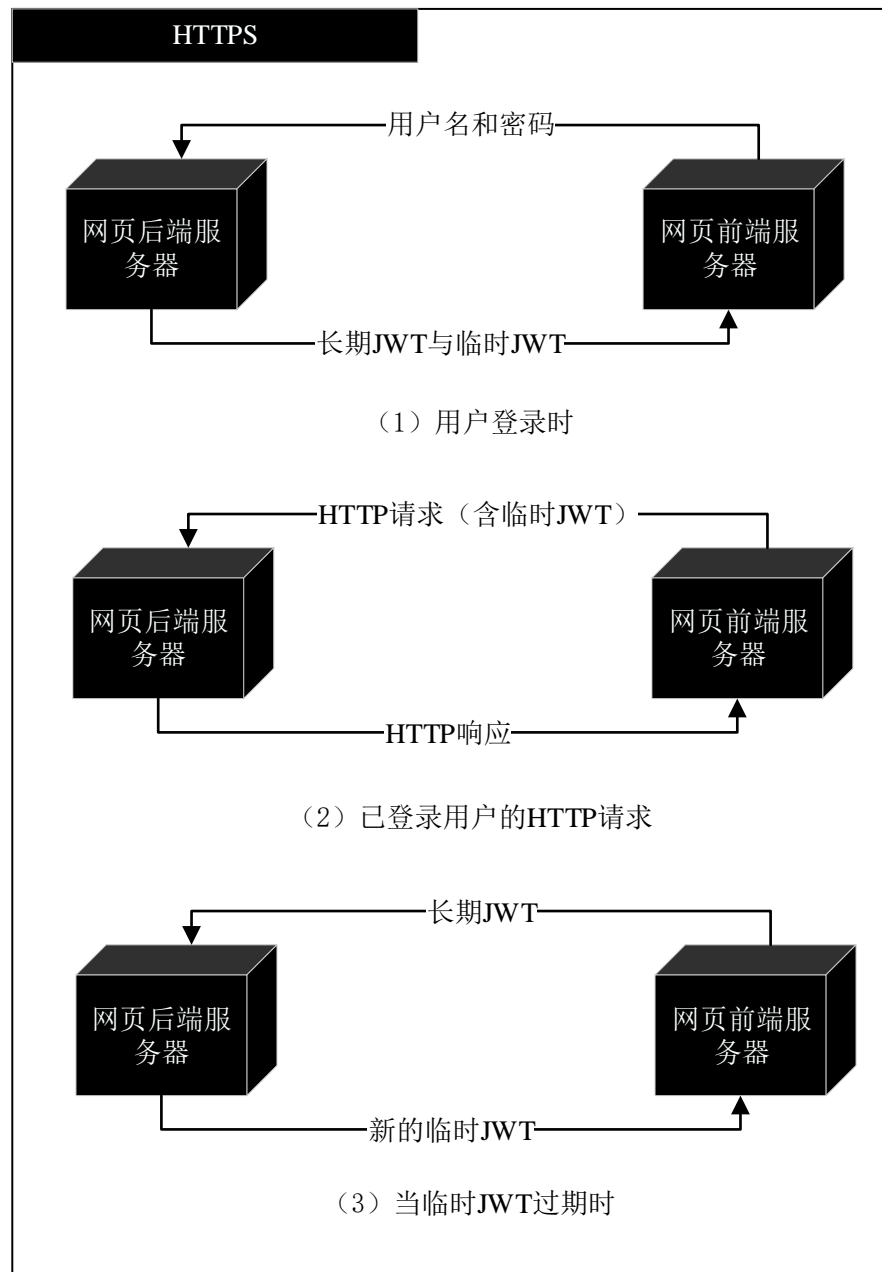 HTTPS
用户名和密码
网页后端服
务器
网页前端服
务器
长期JWT与临时JWT
（1）用户登录时
HTTP请求（含临时JWT）
网页后端服
务器
网页前端服
务器
HTTP响应
（2）已登录用户的HTTP请求
长期JWT
网页后端服
务器
网页前端服
务器
新的临时JWT
（3）当临时JWT过期时